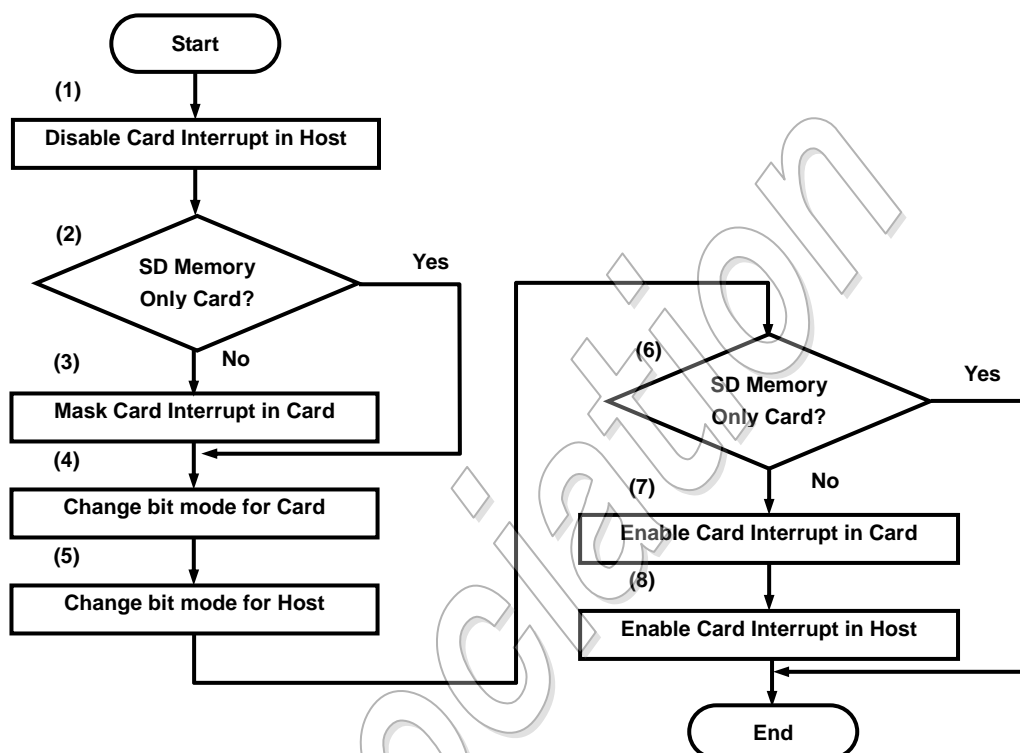 Start
(1)
Disable Card Interrupt in Host
(2)
SD Memory
Only Card?
Yes
No
(3)
Mask Card Interrupt in Card
(4)
Change bit mode for Card
(5)
Change bit mode for Host
(6)
SD Memory
Only Card?
Yes
No
(7)
Enable Card Interrupt in Card
(8)
Enable Card Interrupt in Host
End
ociation